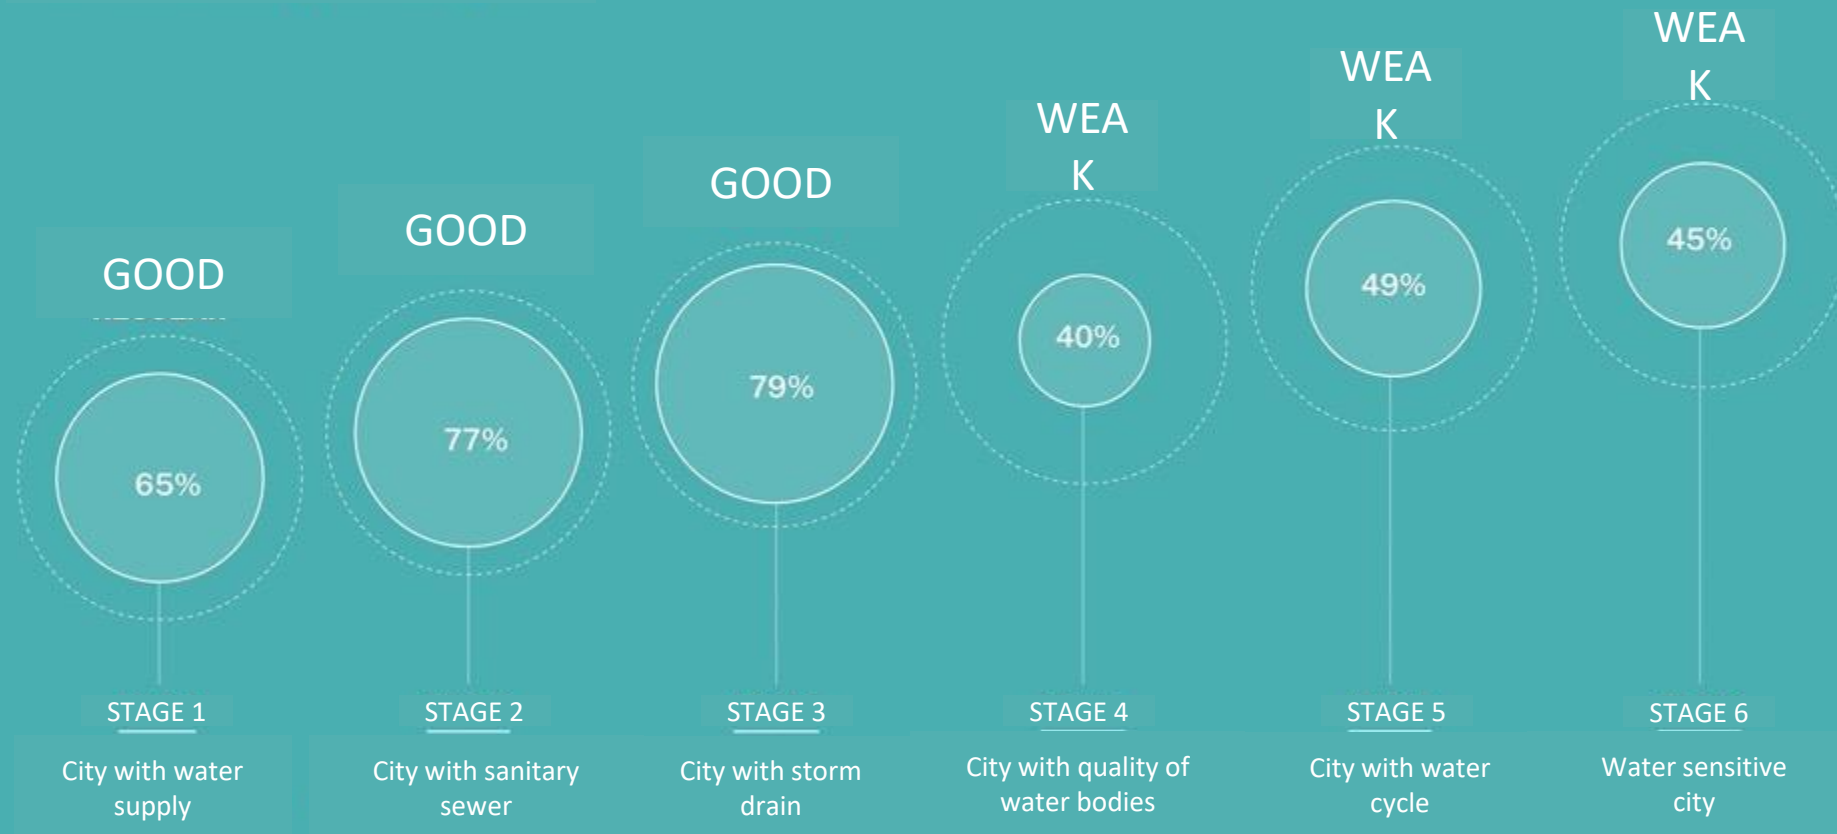 GOOD
65%
STAGE 1
City with water
supply
GOOD
77%
STAGE 2
City with sanitary
sewer
GOOD
79%
STAGE 3
City with storm
drain
WEA
K
40%
STAGE 4
City with quality of
water bodies
WEA
K
49%
STAGE 5
City with water
cycle
WEA
K
45%
STAGE 6
Water sensitive
city